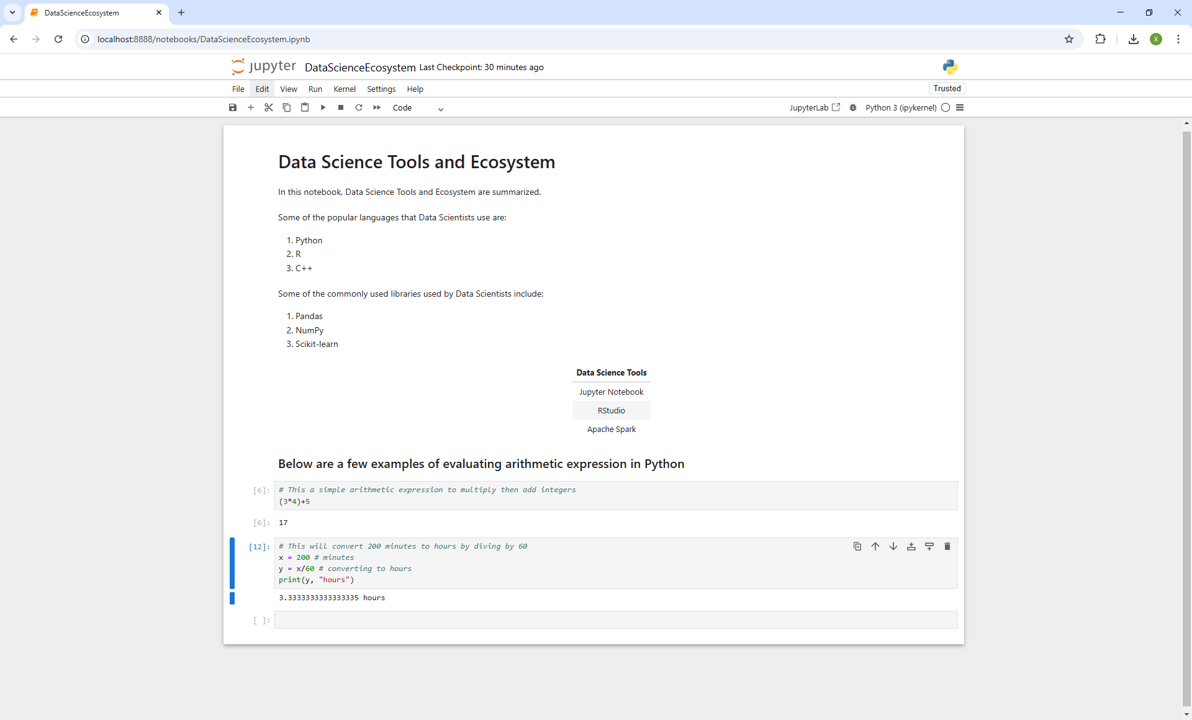 DataScienceEcosystem
localhost:8888/notebooks/DataScienceEcosystem.ipynb
X
jupyter DataScienceEcosystem Last Checkpoint: 30 minutes ago
File Edit View Run Kernel Settings Help Trusted
Code JupyterLab Python 3 (ipykernel)
Data Science Tools and Ecosystem
In this notebook, Data Science Tools and Ecosystem are summarized.
Some of the popular languages that Data Scientists use are:
1. Python
2. R
3. C++
Some of the commonly used libraries used by Data Scientists include:
1. Pandas
2. NumPy
3. Scikit-learn
Data Science Tools
Jupyter Notebook
RStudio
Apache Spark
Below are a few examples of evaluating arithmetic expression in Python
[6]: # This a simple arithmetic expression to multiply then add integers
(3*4)+5
[6]: 17
[12]: # This will convert 200 minutes to hours by diving by 60
x = 200 # minutes
y = x/60 # converting to hours
print(y, "hours")
3.3333333333333335 hours
[ ]: